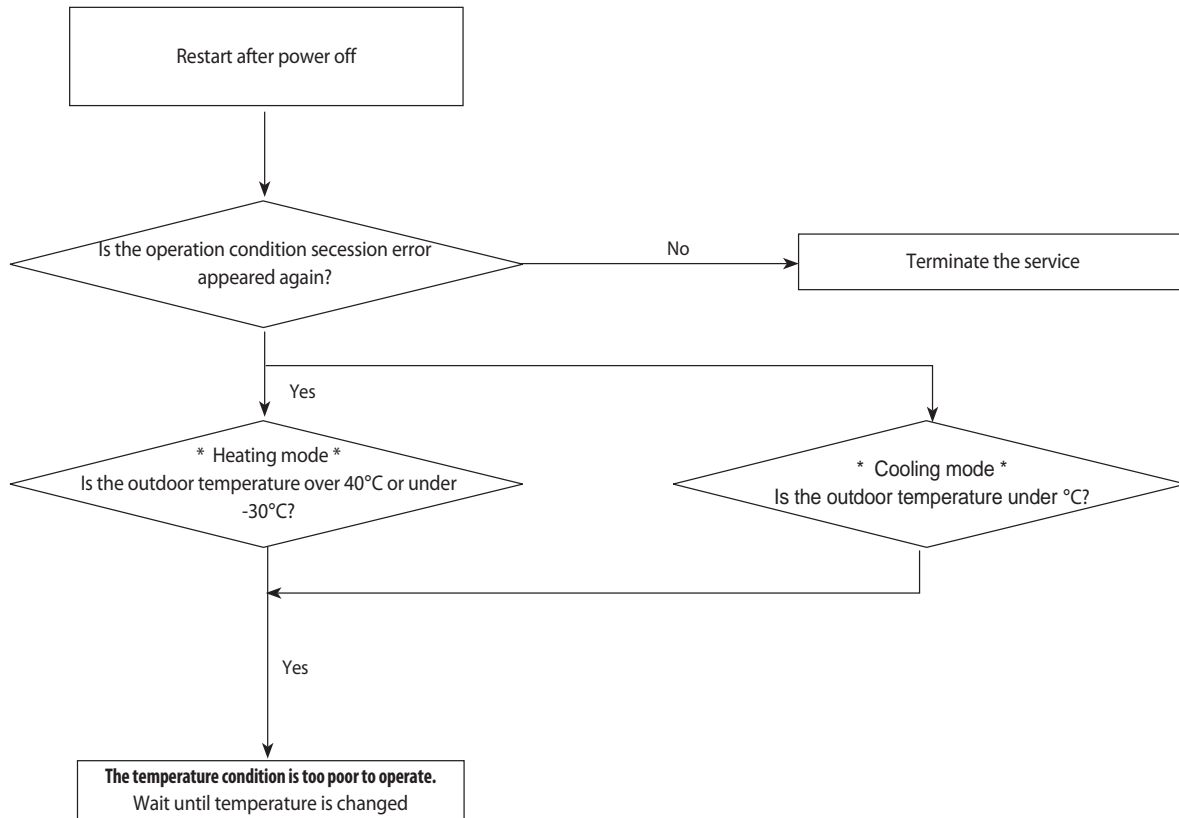 Restart after power off
Is the operation condition secession error
appeared again?
No
Terminate the service
Yes
* Heating mode *
Is the outdoor temperature over 40°C or under
-30°C?
* Cooling mode *
Is the outdoor temperature under °C?
Yes
The temperature condition is too poor to operate.
Wait until temperature is changed